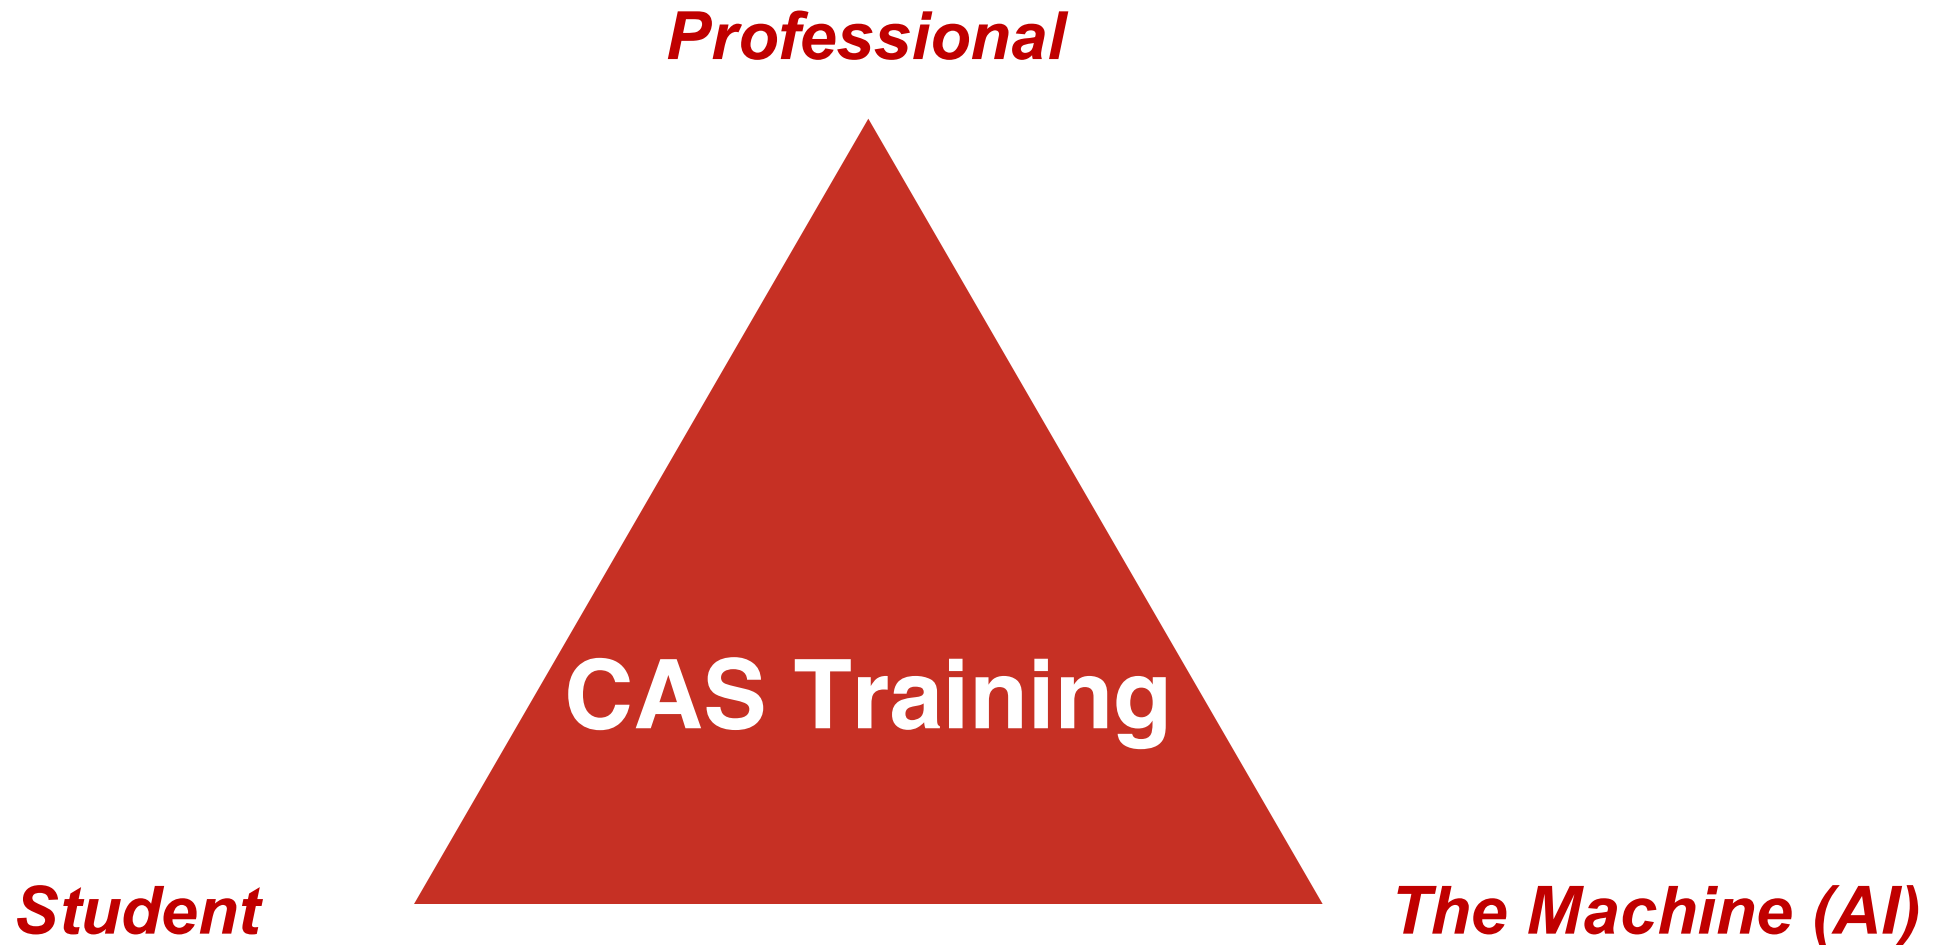 Professional
CAS Training
Student
The Machine (AI)